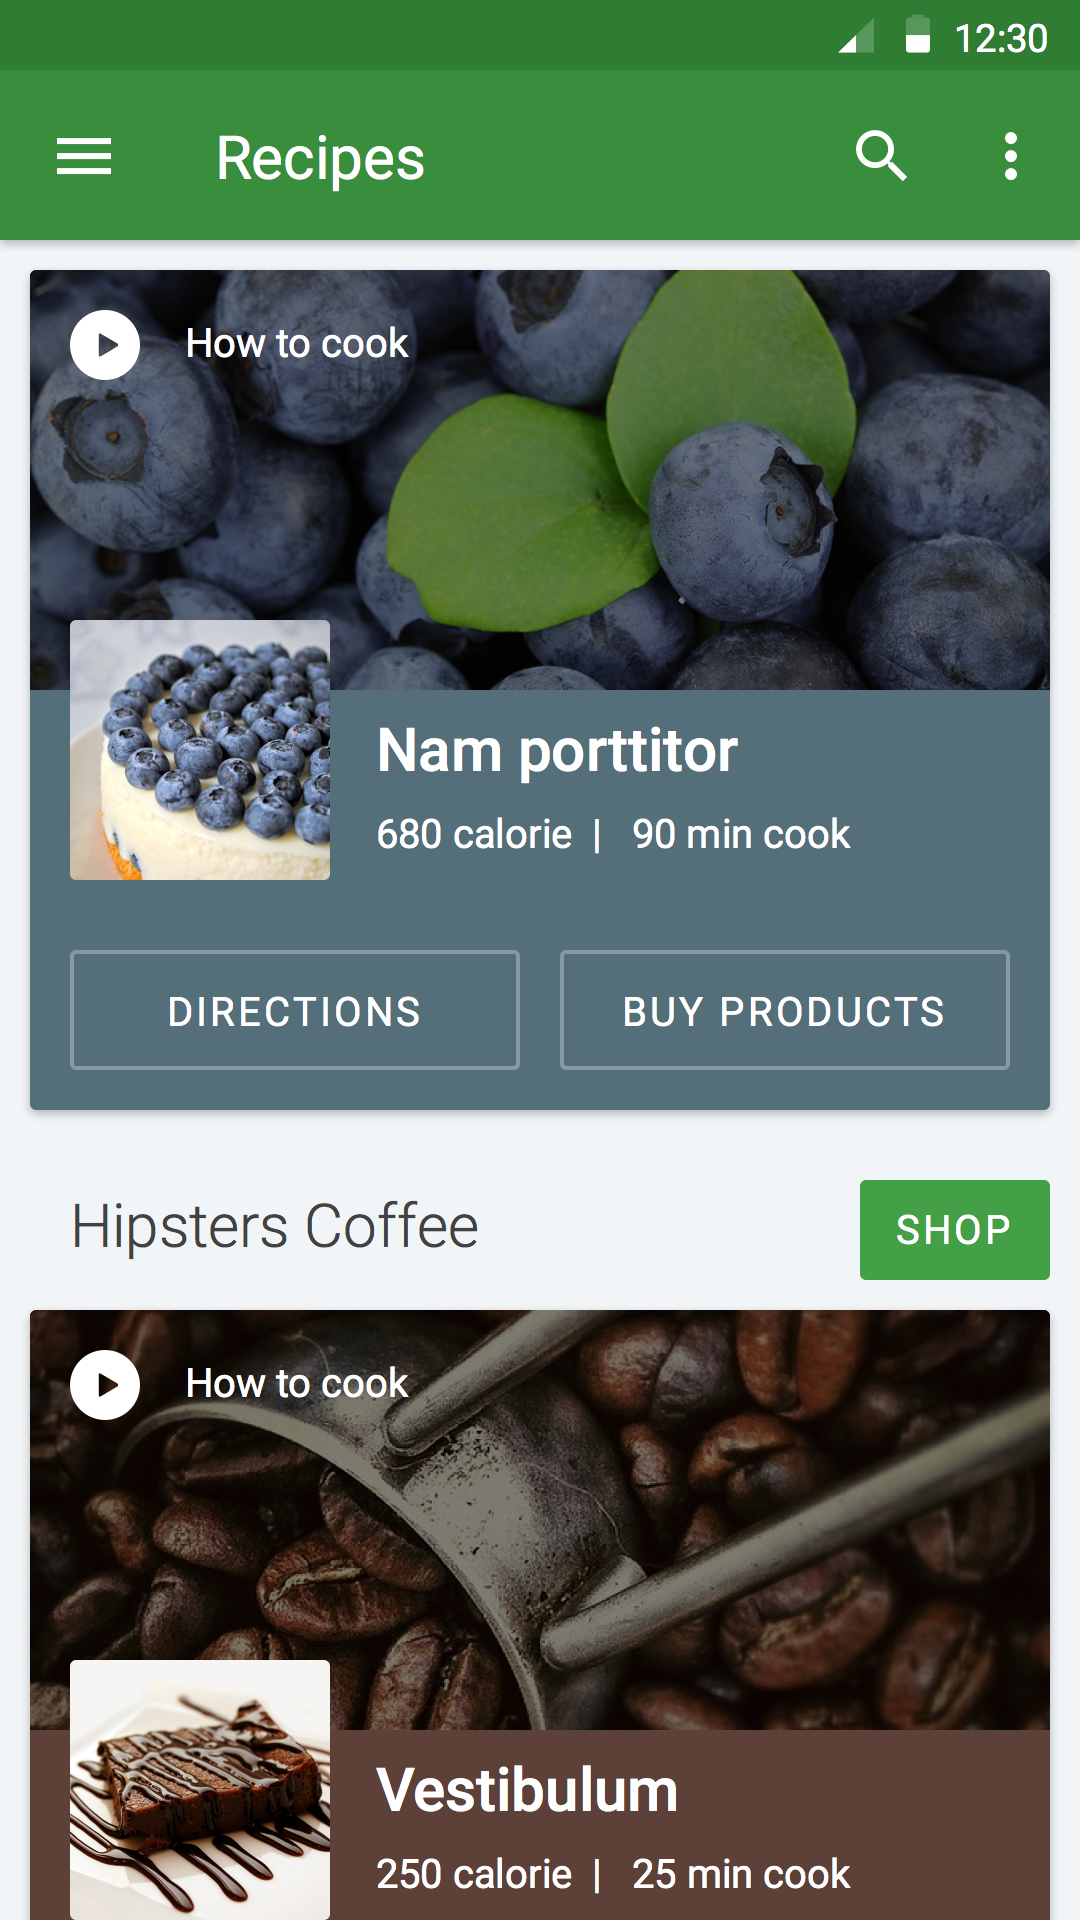 12:30
Recipes
How to cook
Nam porttitor
680 calorie | 90 min cook
DIRECTIONS
BUY PRODUCTS
Hipsters Coffee
SHOP
How to cook
Vestibulum
250 calorie | 25 min cook